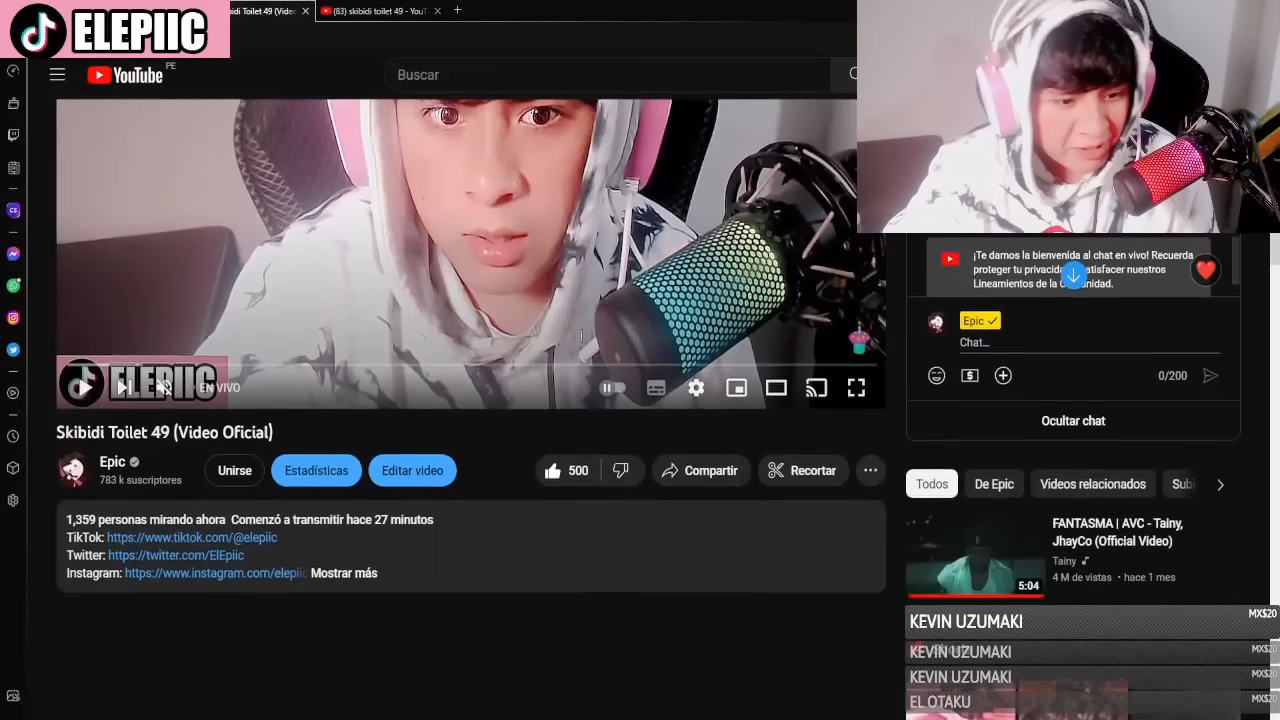 ELEPIIC
bidi Toilet 49 (Vide
(83) skibidi toilet 49 - YouT
YouTube PE
Buscar
CS
ELEPIIC
EN VIVO
¡Te damos la bienvenida al chat en vivo! Recuerda
proteger tu privacida
atisfacer nuestros
Lineamientos de la C
nidad.
Epic
Chat...
0/200
Ocultar chat
Skibidi Toilet 49 (Video Oficial)
Epic
783 k suscriptores
Unirse
Estadísticas
Editar video
500
Compartir
Recortar
Todos
De Epic
Videos relacionados
Sub
1,359 personas mirando ahora Comenzó a transmitir hace 27 minutos
TikTok: https://www.tiktok.com/@elepiic
Twitter: https://twitter.com/ElEpiic
Instagram: https://www.instagram.com/elepiic Mostrar más
FANTASMA | AVC - Tainy,
JhayCo (Official Video)
Tainy
4 M de vistas • hace 1 mes
5:04
KEVIN UZUMAKI MX$20
KEVIN UZUMAKI MX$20
KEVIN UZUMAKI MX$20
EL OTAKU MX$20